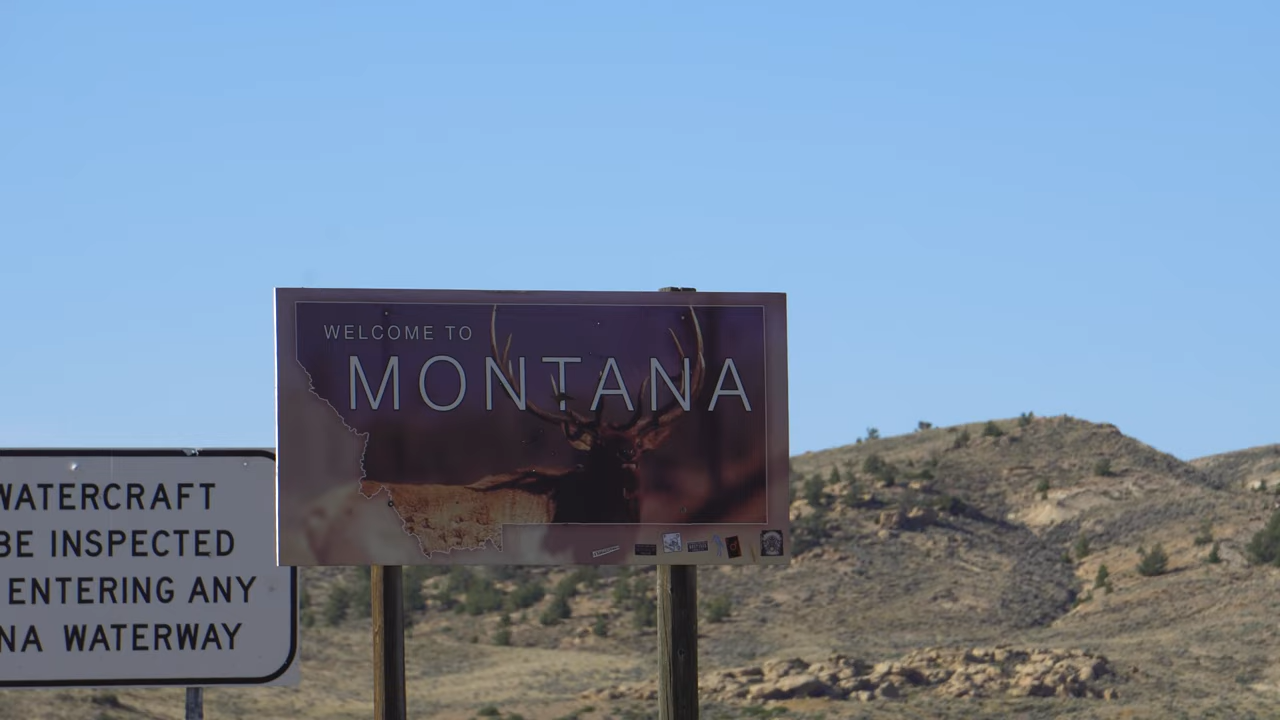 WELCOME TO
MONTANA
WATERCRAFT
BE INSPECTED
ENTERING ANY
NA WATERWAY